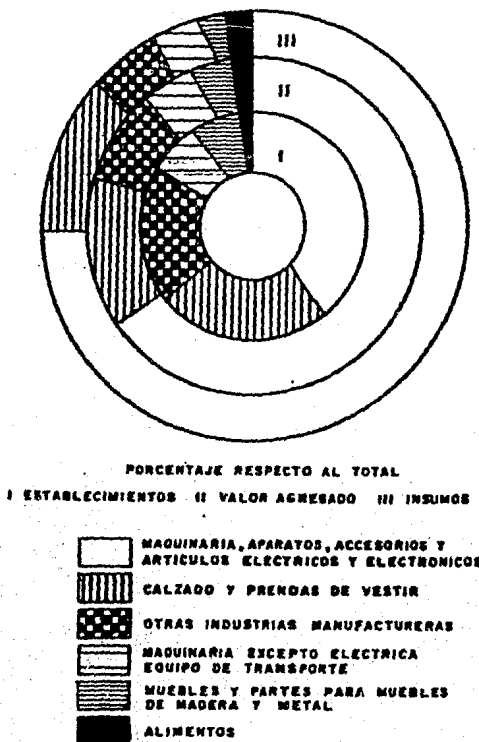 III
II
I
PORCENTAJE RESPECTO AL TOTAL
I ESTABLECIMIENTOS II VALOR AGREGADO III INSUMOS
MAQUINARIA, APARATOS, ACCESORIOS Y
ARTICULOS ELECTRICOS Y ELECTRONICOS
CALZADO Y PRENDAS DE VESTIR
OTRAS INDUSTRIAS MANUFACTURERAS
MAQUINARIA EXCEPTO ELECTRICA
EQUIPO DE TRANSPORTE
MUEBLES Y PARTES PARA MUEBLES
DE MADERA Y METAL
ALIMENTOS